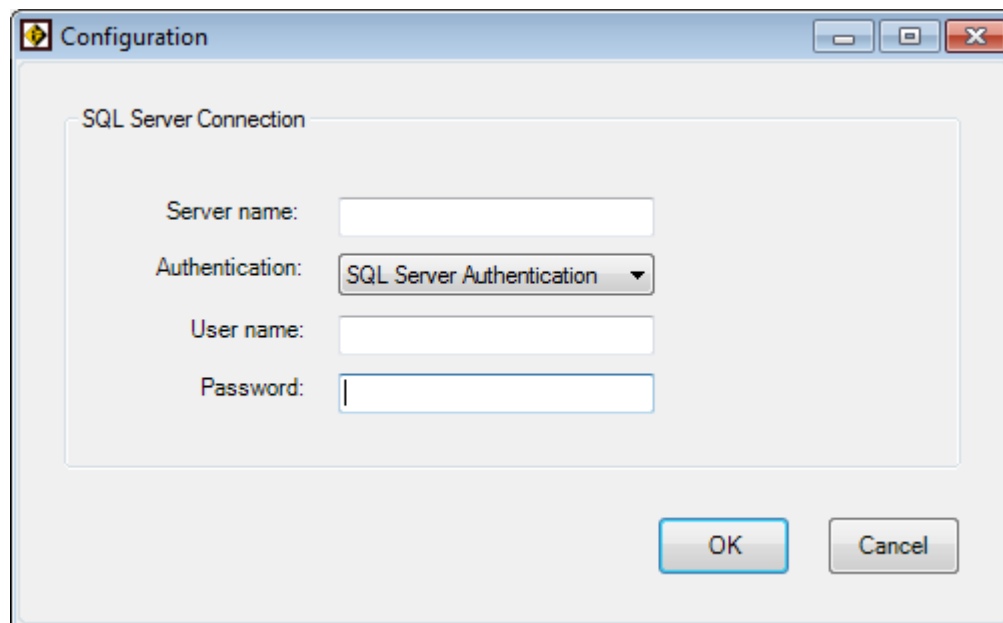 Configuration
SQL Server Connection
Server name:
Authentication:
SQL Server Authentication
User name:
Password:
OK
Cancel